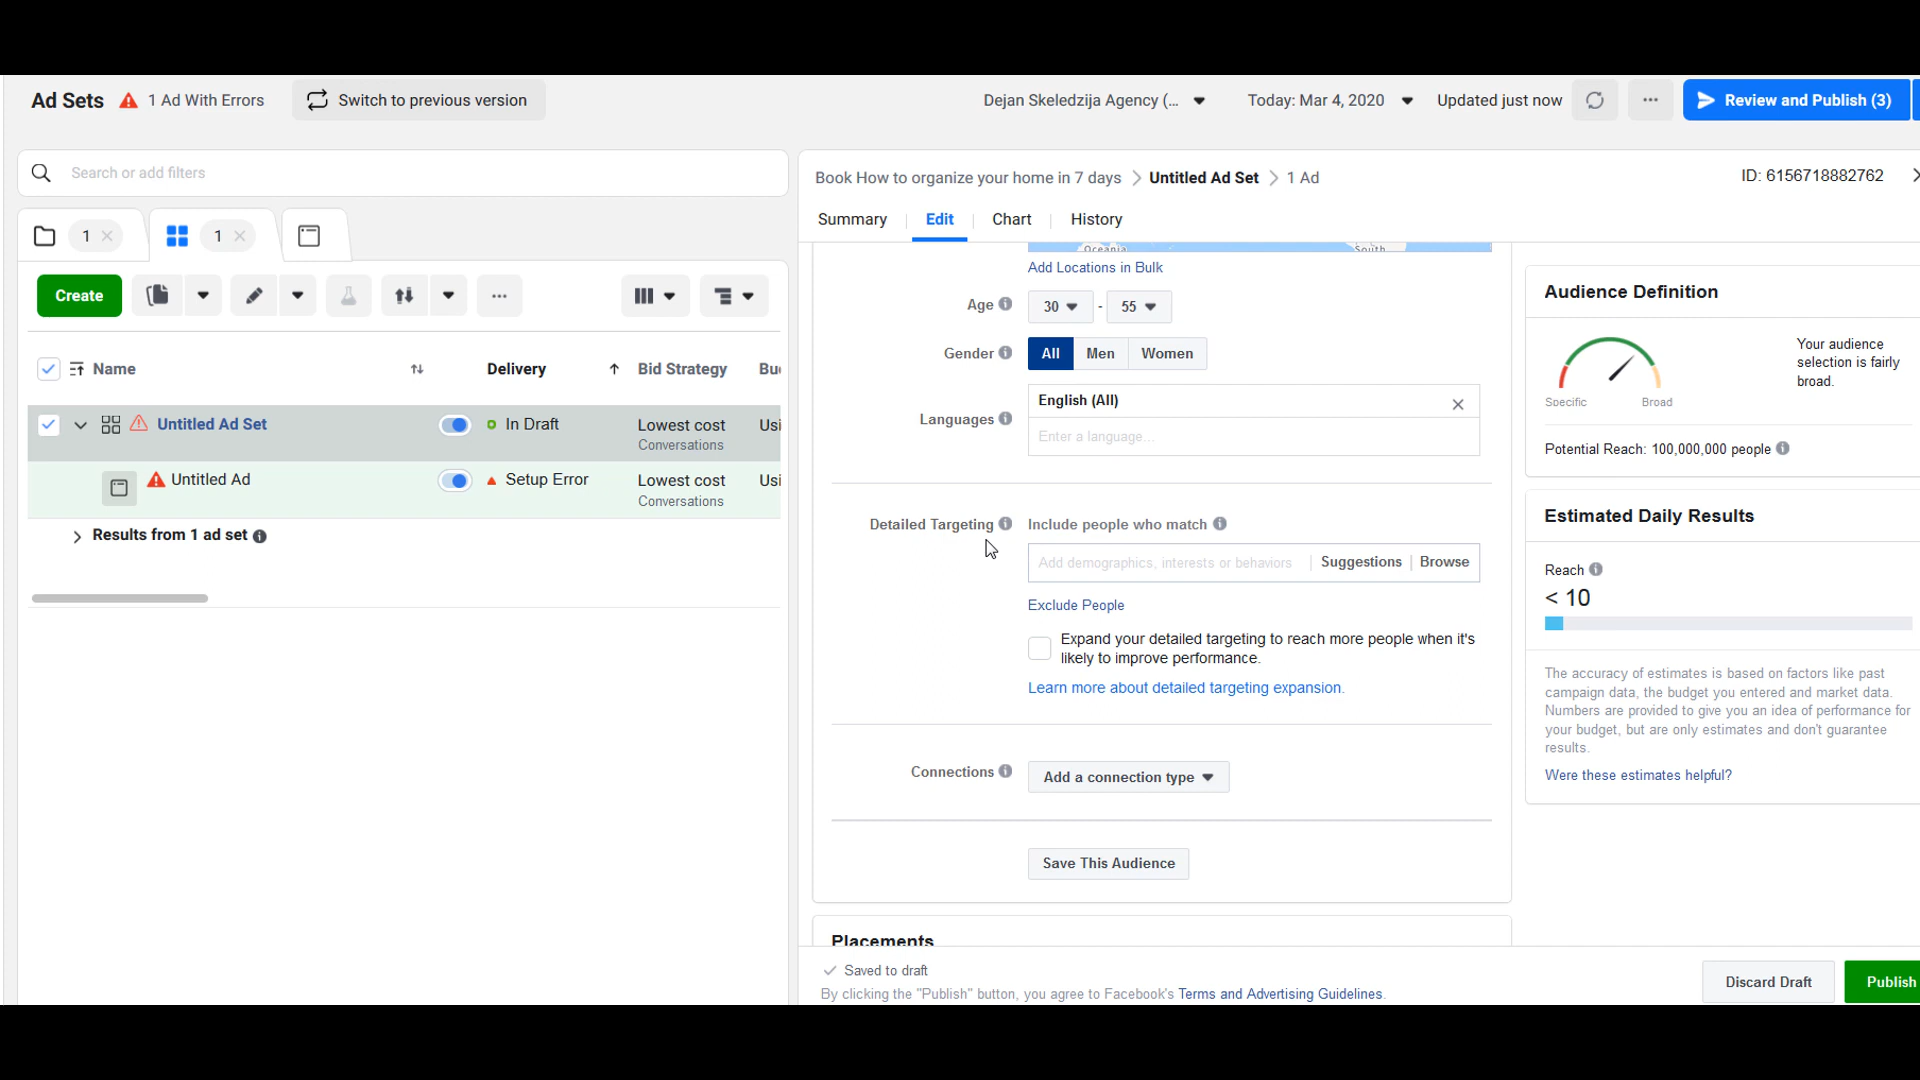 Ad Sets 1 Ad With Errors Switch to previous version Dejan Skeledzija Agency (... Today: Mar 4, 2020 Updated just now ... Review and Publish (3)
Search or add filters
1
1
Create
Name Delivery Bid Strategy Bu
Untitled Ad Set In Draft Lowest cost Usi
Conversations
Untitled Ad Setup Error Lowest cost Usi
Conversations
Results from 1 ad set
Book How to organize your home in 7 days Untitled Ad Set 1 Ad ID: 6156718882762
Summary Edit Chart History
Oceania South
Add Locations in Bulk
Age 30 - 55
Gender All Men Women
Languages English (All)
Enter a language...
Detailed Targeting Include people who match
Add demographics, interests or behaviors Suggestions Browse
Exclude People
Expand your detailed targeting to reach more people when it's
likely to improve performance.
Learn more about detailed targeting expansion.
Connections Add a connection type
Save This Audience
Placements
Audience Definition
Your audience
selection is fairly
broad.
Specific Broad
Potential Reach: 100,000,000 people
Estimated Daily Results
Reach
< 10
The accuracy of estimates is based on factors like past
campaign data, the budget you entered and market data.
Numbers are provided to give you an idea of performance for
your budget, but are only estimates and don't guarantee
results.
Were these estimates helpful?
Saved to draft
By clicking the "Publish" button, you agree to Facebook's Terms and Advertising Guidelines.
Discard Draft Publish